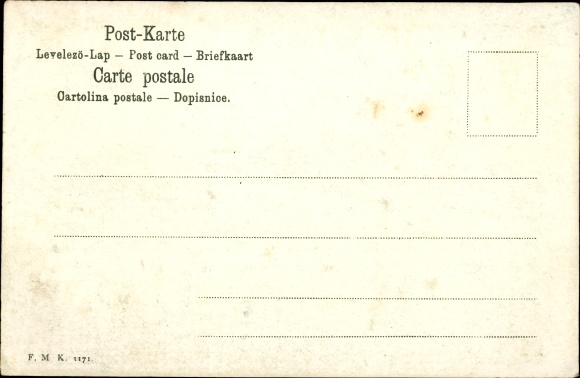 Post-Karte
Levelezö-Lap — Post card — Briefkaart
Carte postale
Cartolina postale — Dopisnice.
F. M K. 1171.